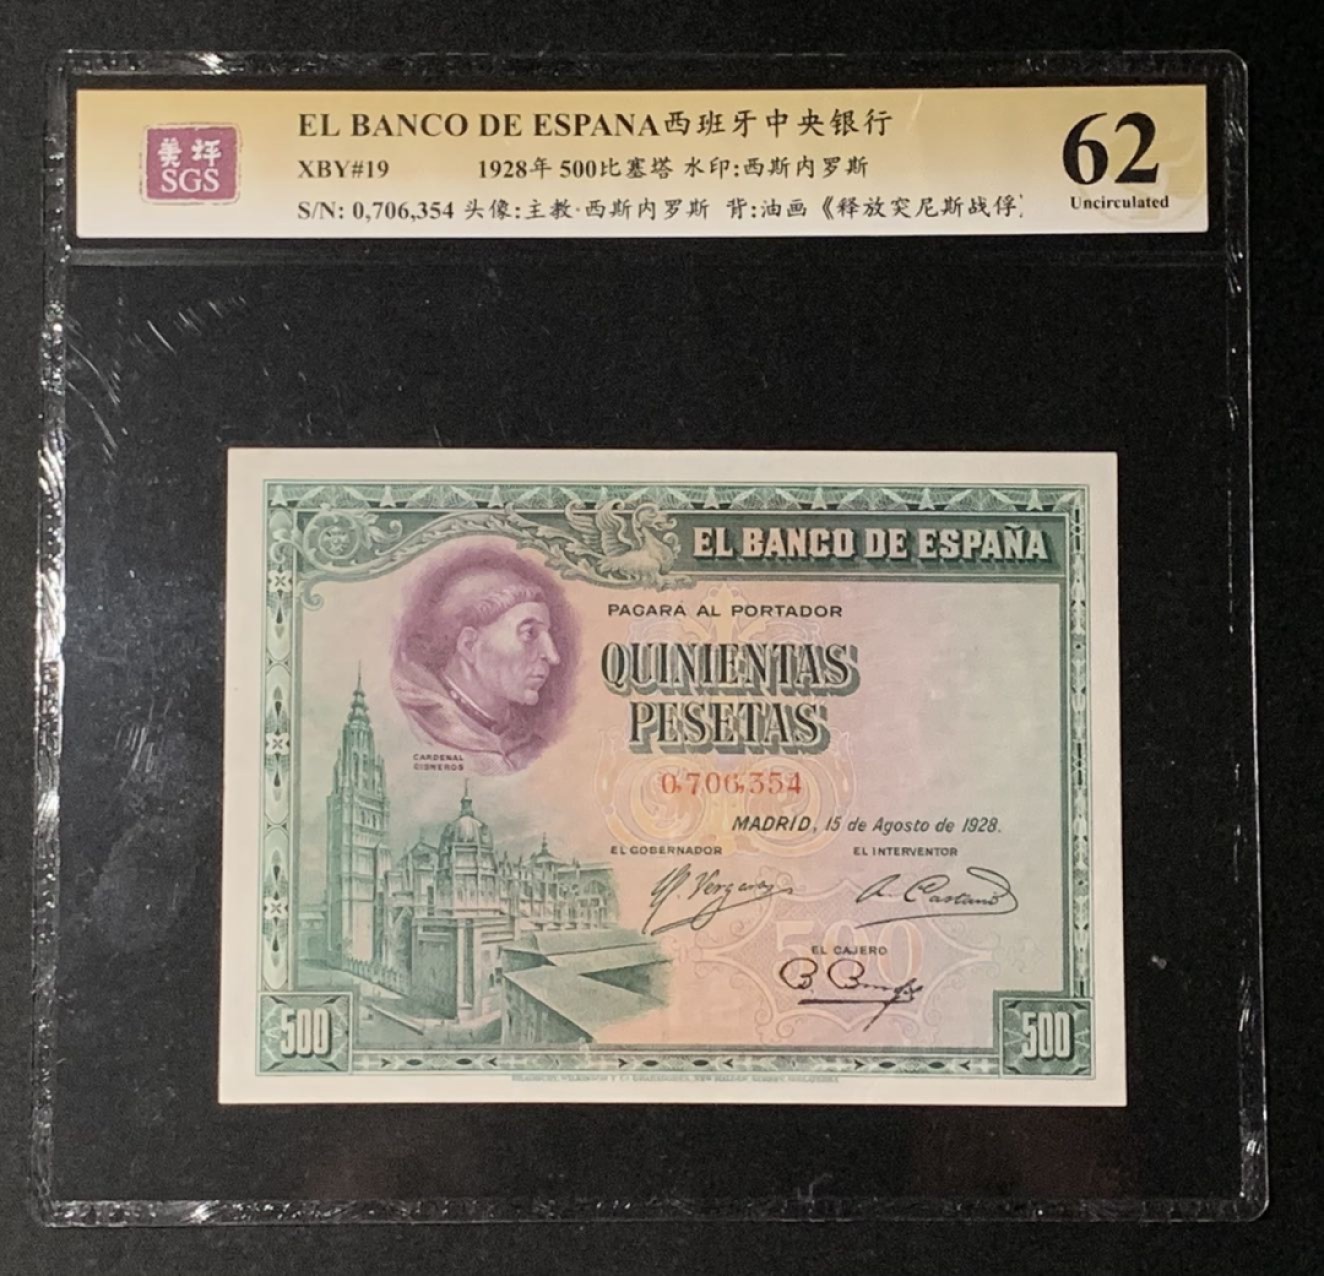 美评
SGS
EL BANCO DE ESPANA西班牙中央银行
XBY#19 1928年 500比塞塔 水印:西斯内罗斯
S/N: 0,706,354 头像:主教·西斯内罗斯 背:油画《释放突尼斯战俘
62
Uncirculated
EL BANCO DE ESPAÑA
PAGARÁ AL PORTADOR
QUINIENTAS
PESETAS
CARDENAL
CISNEROS
0,706,354
MADRID, 15 de Agosto de 1928.
EL GOBERNADOR EL INTERVENTOR
500
EL CAJERO
500 500